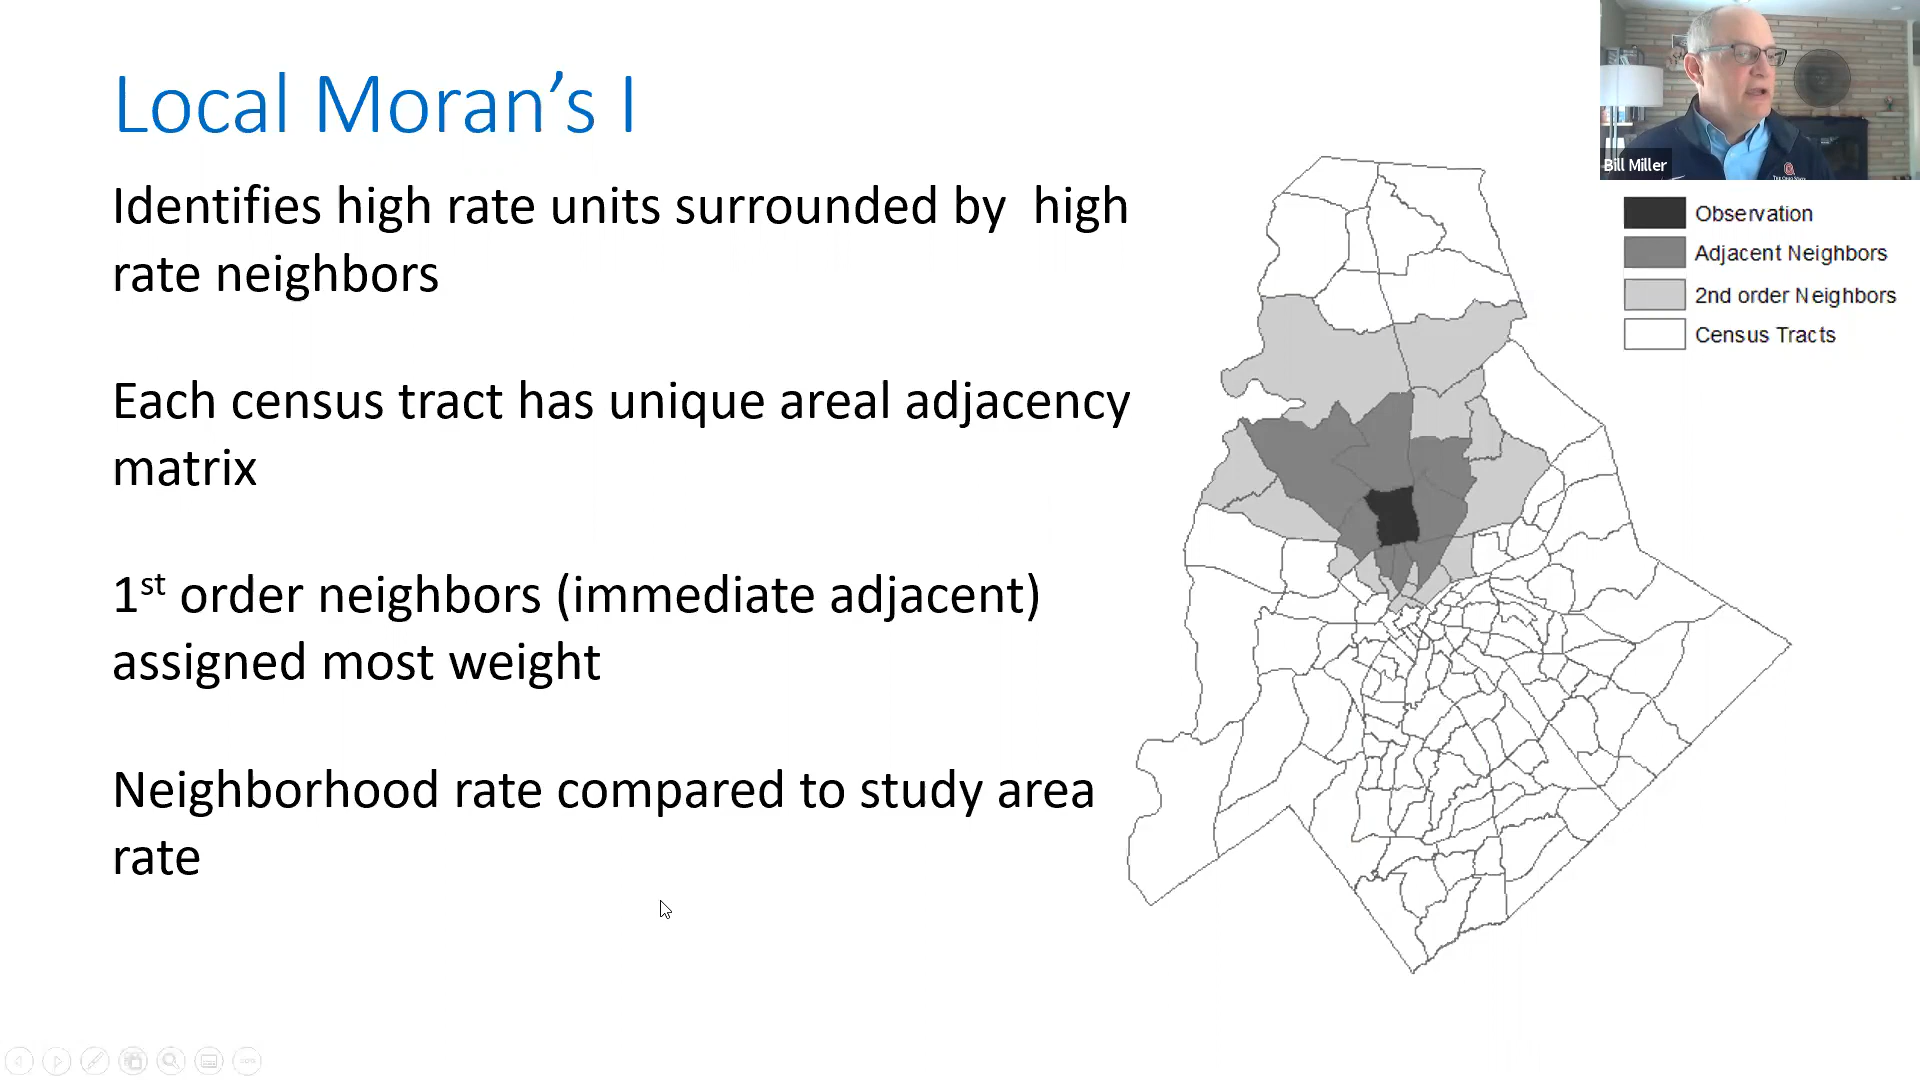 Local Moran's I
Identifies high rate units surrounded by  high
rate neighbors
Each census tract has unique areal adjacency
matrix
1st order neighbors (immediate adjacent)
assigned most weight
Neighborhood rate compared to study area
rate
Bill Miller
Observation
Adjacent Neighbors
2nd order Neighbors
Census Tracts